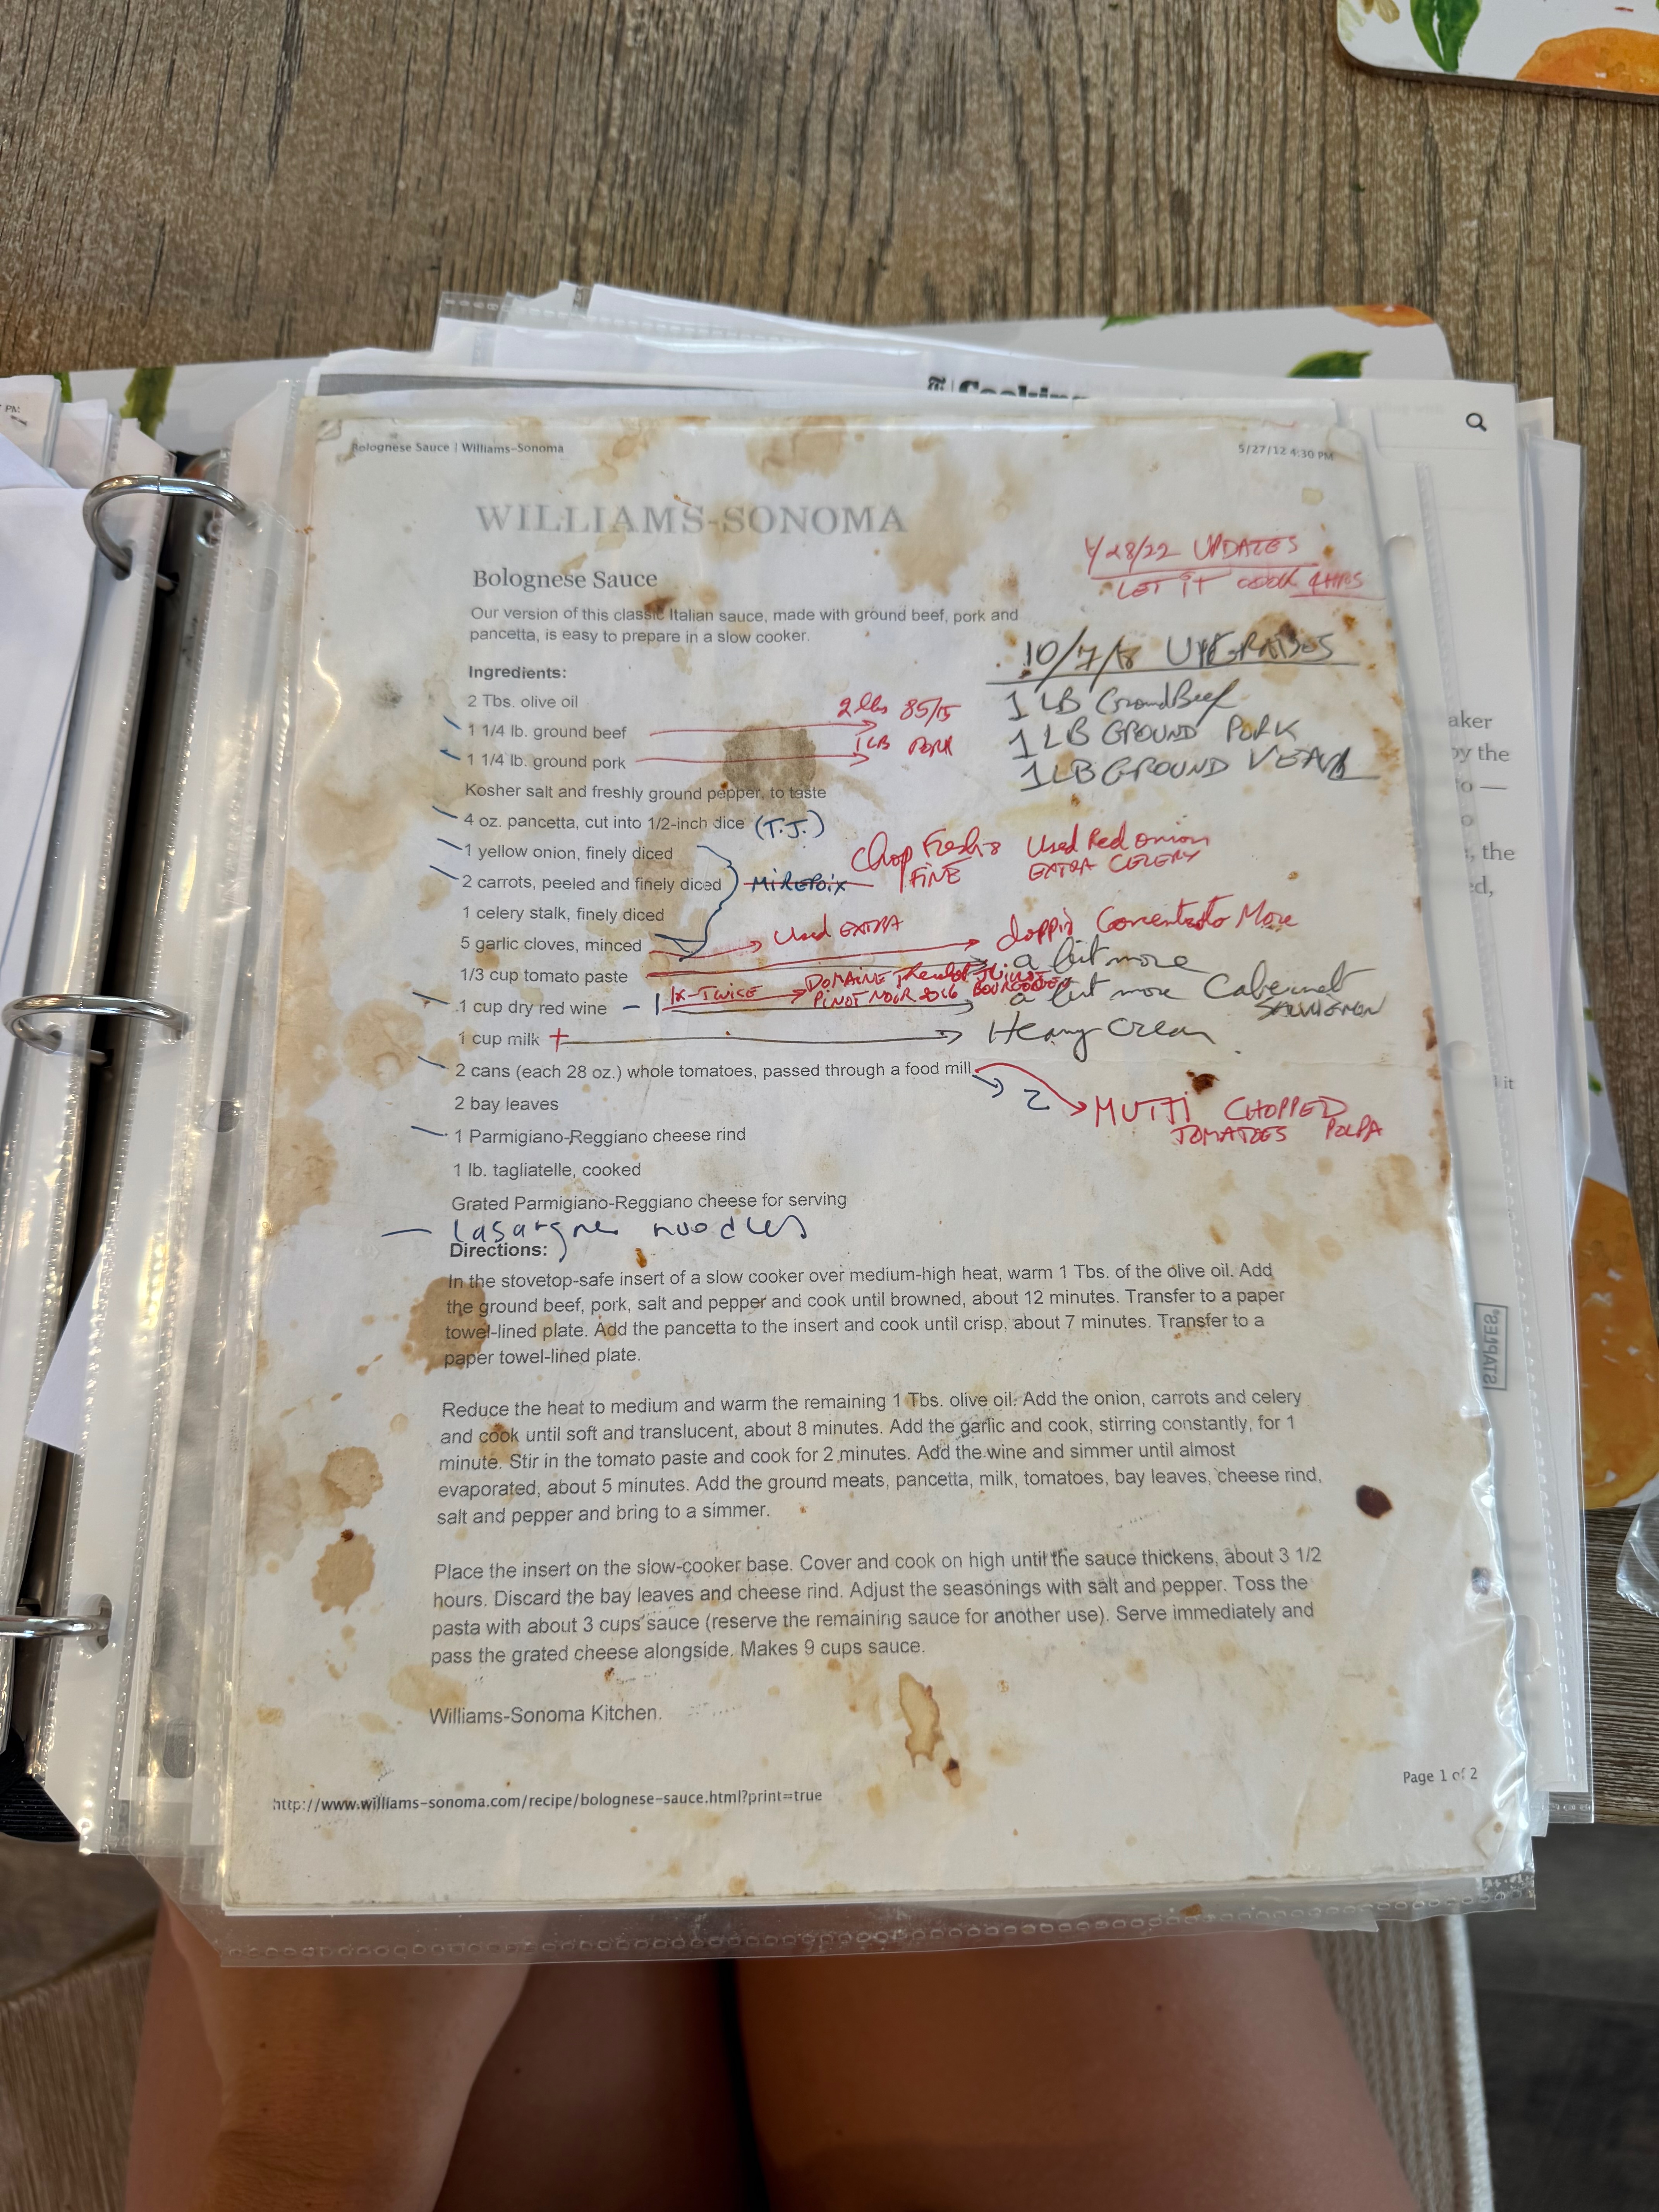 PM
Cooking
Bolognese Sauce | Williams-Sonoma
5/27/12 4:30 PM
WILLIAMS-SONOMA
4/28/22 UPDATES
LET IT COOK 4 HRS
Bolognese Sauce
Our version of this classic Italian sauce, made with ground beef, pork and
pancetta, is easy to prepare in a slow cooker.
10/7/18 UPGRADES
1 LB Ground Beef
1 LB GROUND PORK
1 LB GROUND VEAL
Ingredients:
2 Tbs. olive oil
1 1/4 lb. ground beef 2 lbs 85/15
1 1/4 lb. ground pork 1 LB PORK
Kosher salt and freshly ground pepper, to taste
4 oz. pancetta, cut into 1/2-inch dice (T.J.)
1 yellow onion, finely diced
2 carrots, peeled and finely diced MIREPOIX
Chop Fresh &
FINE
Used Red onion
EXTRA CELERY
1 celery stalk, finely diced
5 garlic cloves, minced Used EXTRA
doppio Concentrato More
1/3 cup tomato paste a bit more
1 cup dry red wine - 1
TWICE
DOMAINE
PINOT NOIR 2016
a bit more Cabernet
SAUVIGNON
1 cup milk + Heavy Cream
2 cans (each 28 oz.) whole tomatoes, passed through a food mill 2
MUTTI CHOPPED
TOMATOES POLPA
2 bay leaves
1 Parmigiano-Reggiano cheese rind
1 lb. tagliatelle, cooked
Grated Parmigiano-Reggiano cheese for serving
- lasagne noodles
Directions:
In the stovetop-safe insert of a slow cooker over medium-high heat, warm 1 Tbs. of the olive oil. Add
the ground beef, pork, salt and pepper and cook until browned, about 12 minutes. Transfer to a paper
towel-lined plate. Add the pancetta to the insert and cook until crisp, about 7 minutes. Transfer to a
paper towel-lined plate.
Reduce the heat to medium and warm the remaining 1 Tbs. olive oil. Add the onion, carrots and celery
and cook until soft and translucent, about 8 minutes. Add the garlic and cook, stirring constantly, for 1
minute. Stir in the tomato paste and cook for 2 minutes. Add the wine and simmer until almost
evaporated, about 5 minutes. Add the ground meats, pancetta, milk, tomatoes, bay leaves, cheese rind,
salt and pepper and bring to a simmer.
Place the insert on the slow-cooker base. Cover and cook on high until the sauce thickens, about 3 1/2
hours. Discard the bay leaves and cheese rind. Adjust the seasonings with salt and pepper. Toss the
pasta with about 3 cups sauce (reserve the remaining sauce for another use). Serve immediately and
pass the grated cheese alongside. Makes 9 cups sauce.
Williams-Sonoma Kitchen.
http://www.williams-sonoma.com/recipe/bolognese-sauce.html?print=true
Page 1 of 2
aker
by the
o —
, the
ed,
it
STAPLES